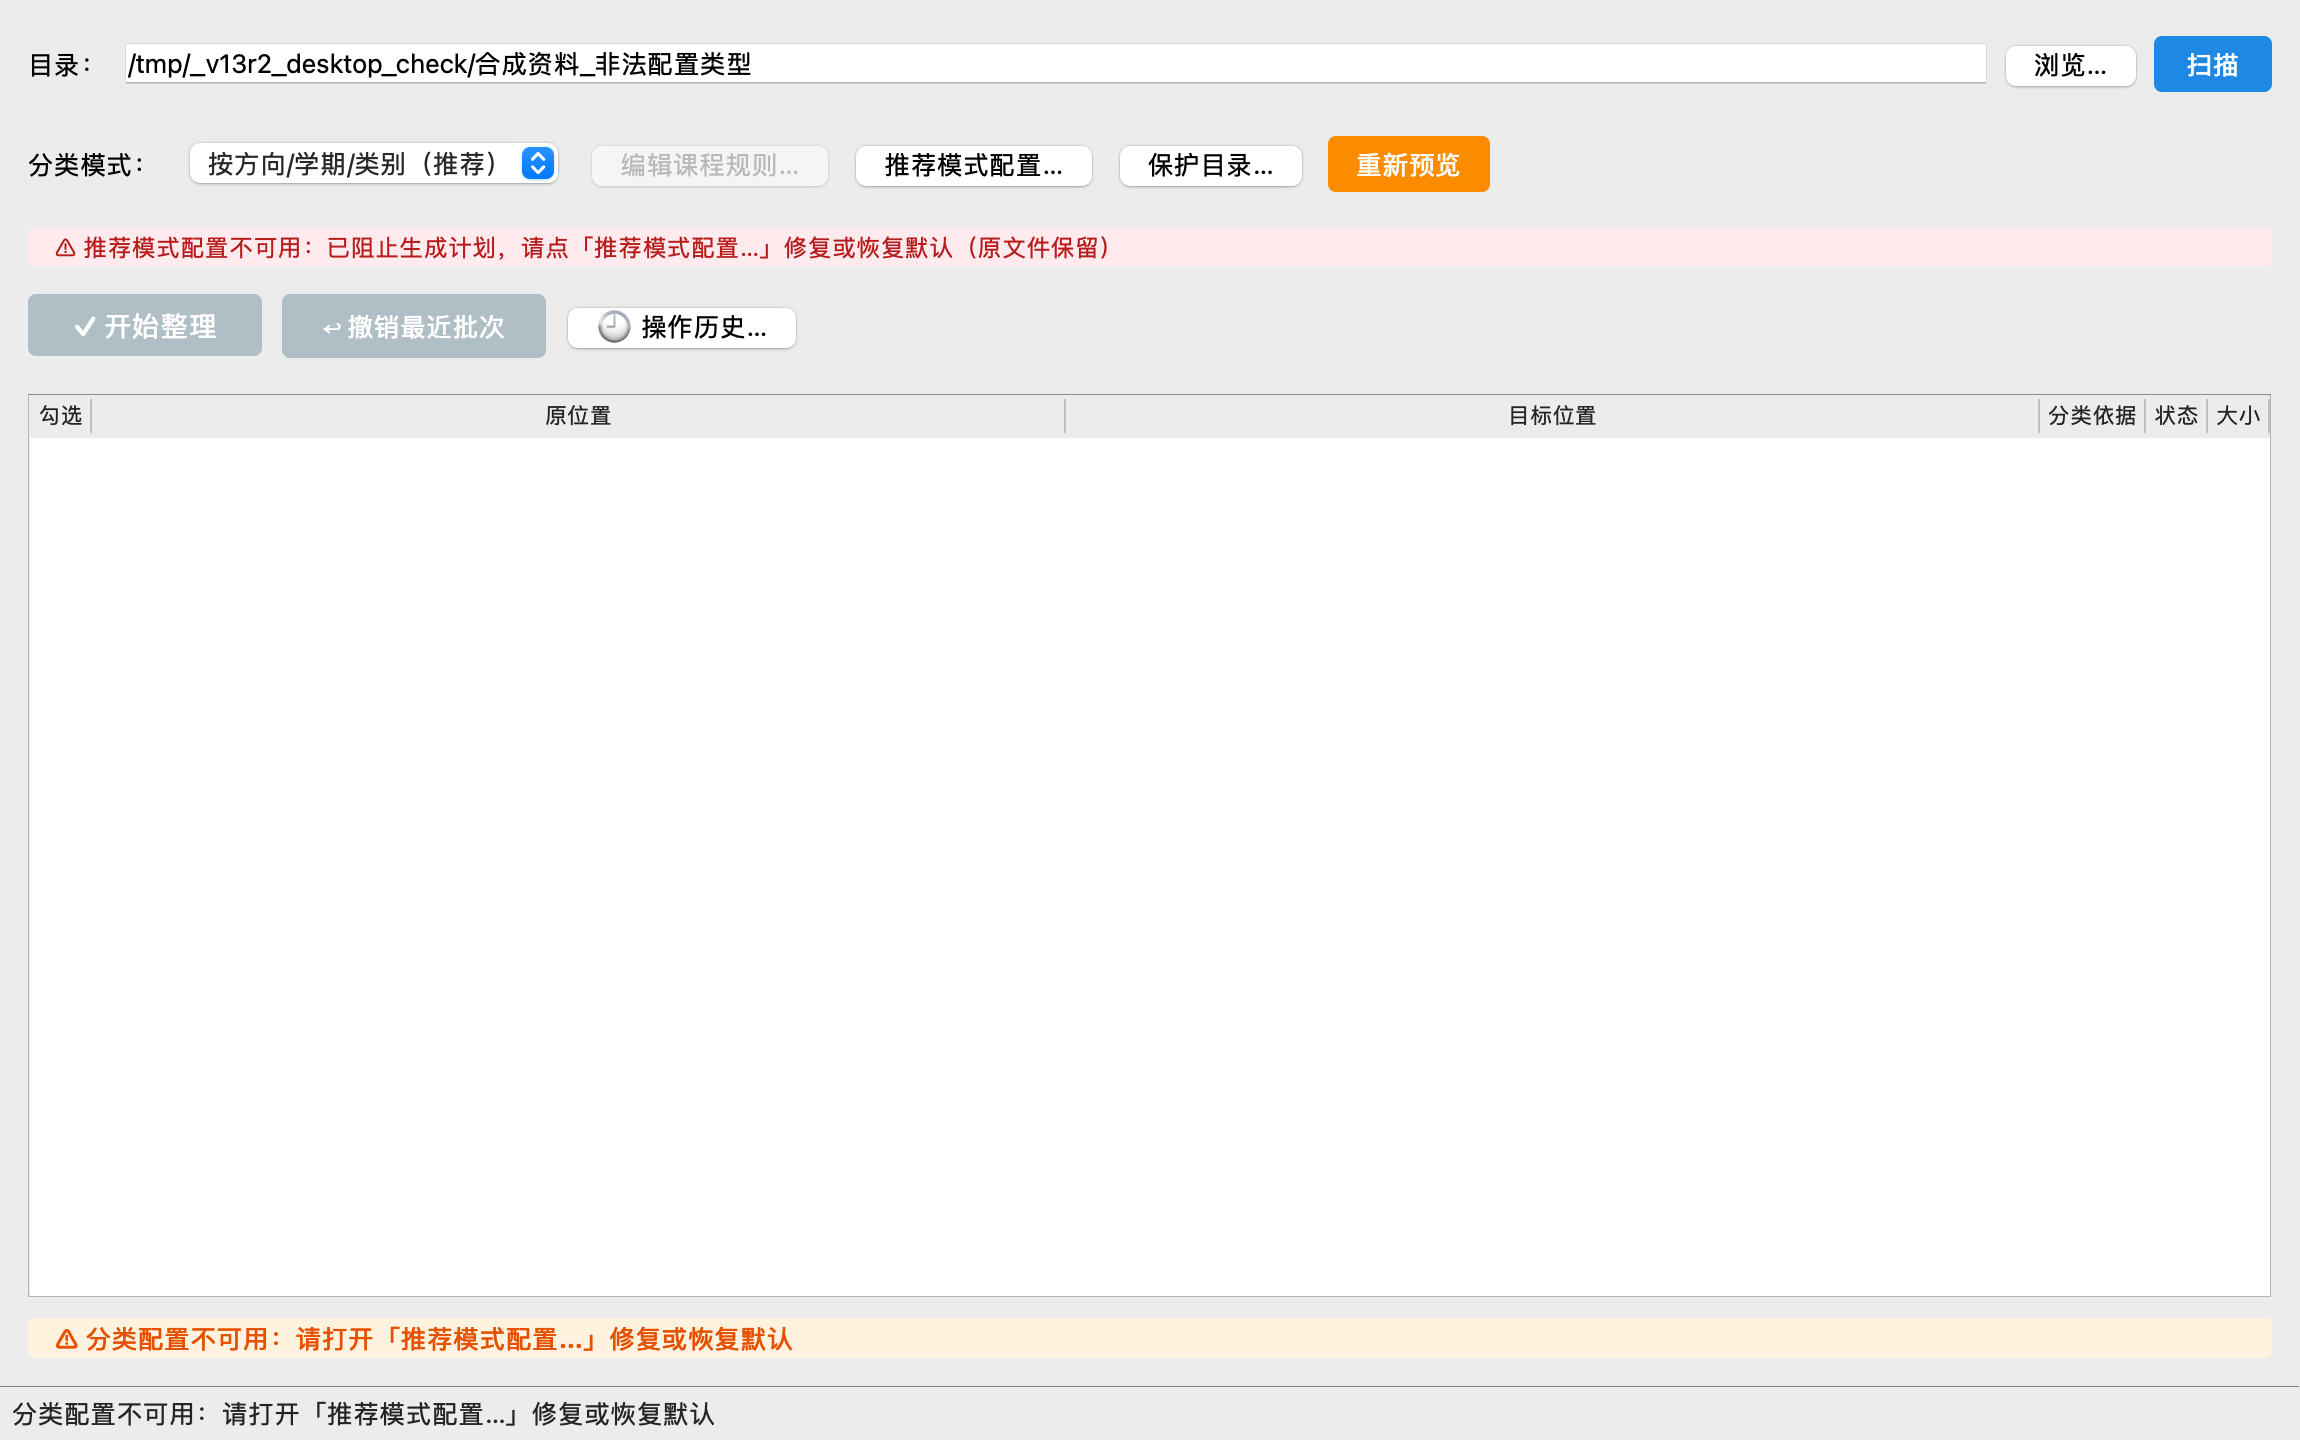 目录： /tmp/_v13r2_desktop_check/合成资料_非法配置类型 浏览... 扫描
分类模式： 按方向/学期/类别（推荐） 编辑课程规则... 推荐模式配置... 保护目录... 重新预览
⚠ 推荐模式配置不可用：已阻止生成计划，请点「推荐模式配置…」修复或恢复默认（原文件保留）
✓ 开始整理 ↩ 撤销最近批次 🕘 操作历史...
勾选 原位置 目标位置 分类依据 状态 大小
⚠ 分类配置不可用：请打开「推荐模式配置…」修复或恢复默认
分类配置不可用：请打开「推荐模式配置…」修复或恢复默认